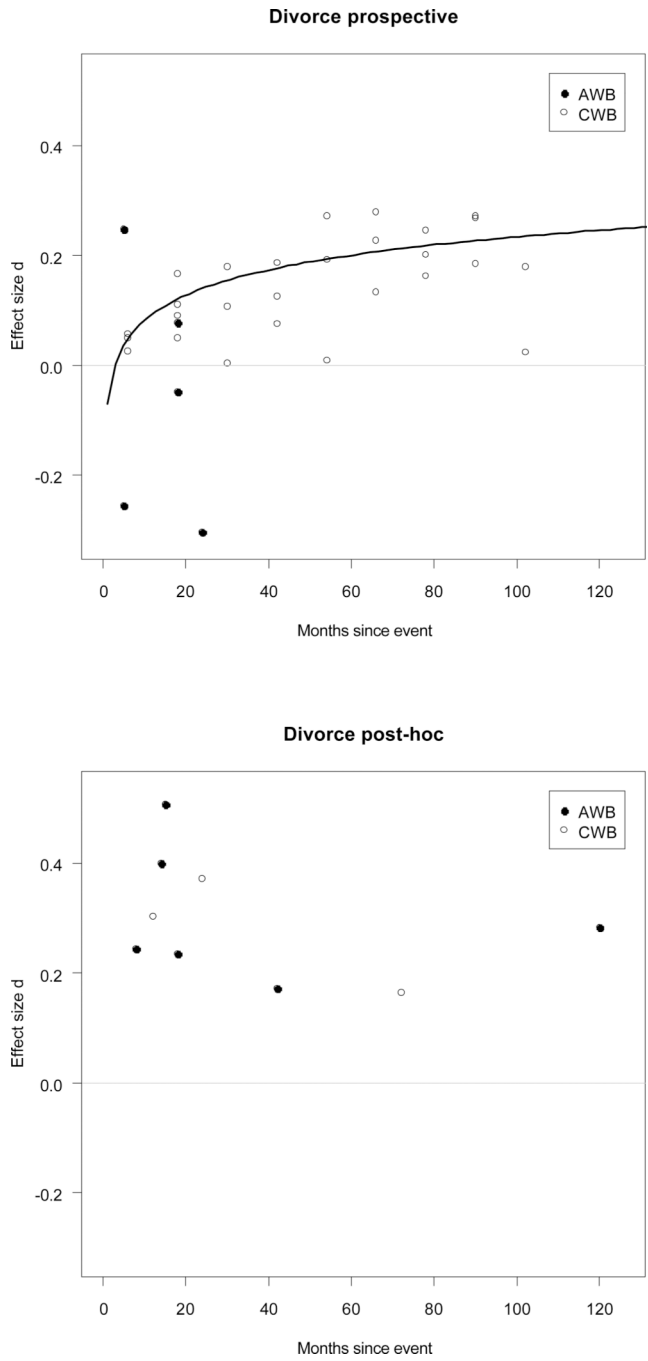 Divorce prospective
AWB
CWB
0.4
0.2
0.0
-0.2
Effect size d
0 20 40 60 80 100 120
Months since event
Divorce post-hoc
AWB
CWB
0.4
0.2
0.0
-0.2
Effect size d
0 20 40 60 80 100 120
Months since event